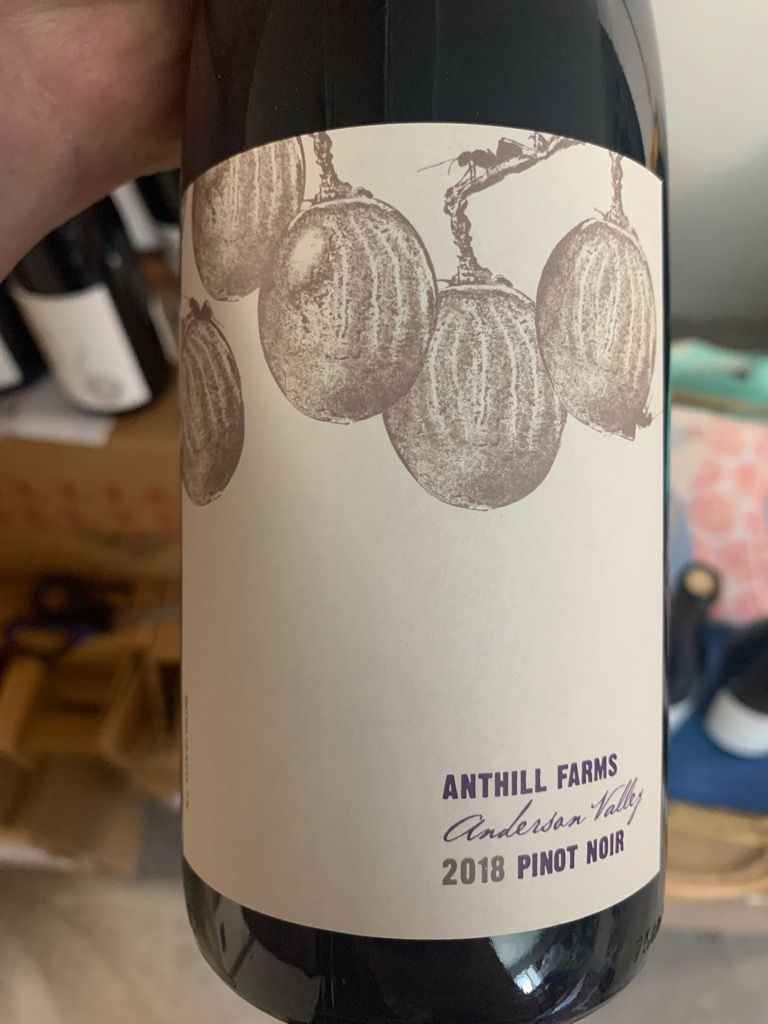 ANTHILL FARMS
Anderson Valley
2018 PINOT NOIR